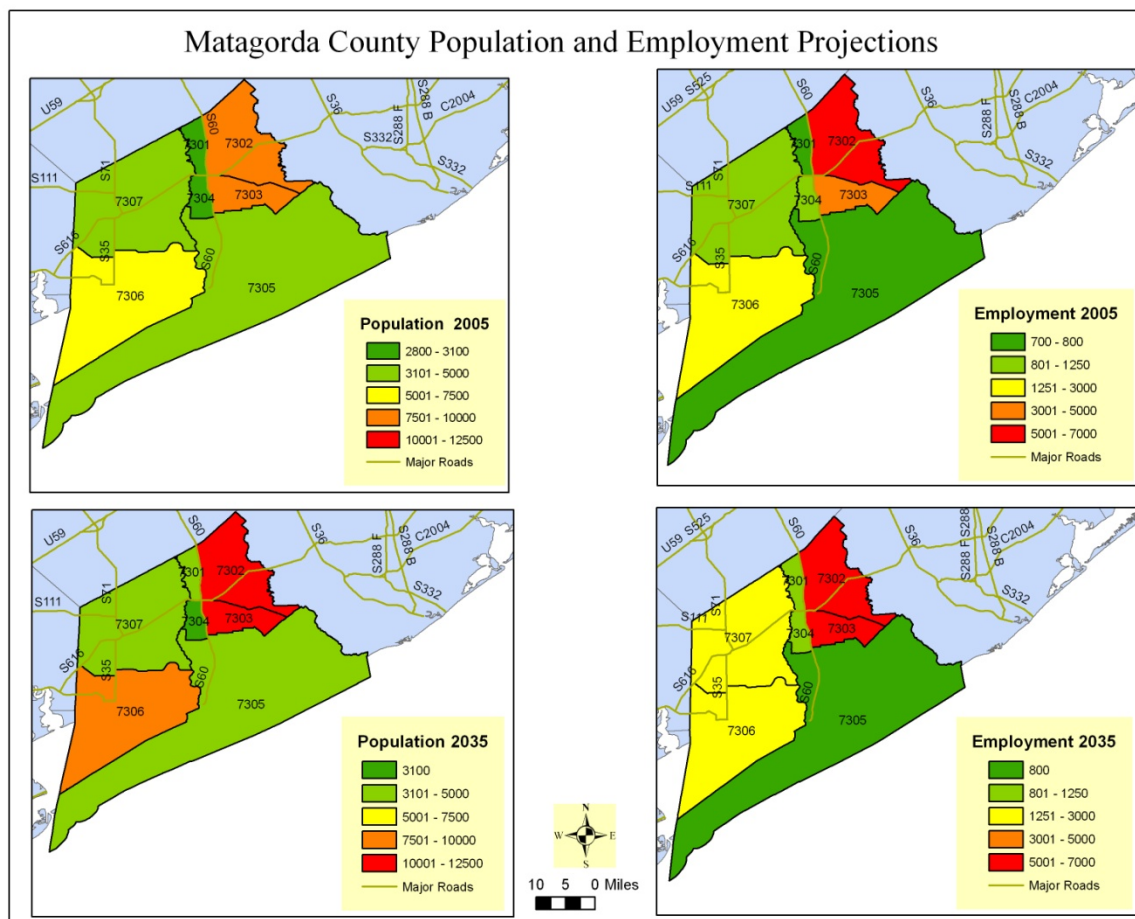 Matagorda County Population and Employment Projections
U59
S60
S36
S288 F
S288 B
C2004
S332
S332
S111
S71
7301
7302
7303
7304
7307
S616
S35
S60
7306
7305
Population 2005
2800 - 3100
3101 - 5000
5001 - 7500
7501 - 10000
10001 - 12500
Major Roads
U59
S525
S60
S36
S288 F
S288 B
C2004
S332
S111
S71
7301
7302
7303
7304
7307
S616
S35
S60
7306
7305
Employment 2005
700 - 800
801 - 1250
1251 - 3000
3001 - 5000
5001 - 7000
Major Roads
U59
S60
S36
S288 F
S288 B
C2004
S332
S111
S71
7301
7302
7303
7304
7307
S616
S35
S60
7306
7305
Population 2035
3100
3101 - 5000
5001 - 7500
7501 - 10000
10001 - 12500
Major Roads
U59
S525
S60
S36
S288 F
S288
S288 B
C2004
S332
S111
S71
7301
7302
7303
7304
7307
S616
S35
S60
7306
7305
Employment 2035
800
801 - 1250
1251 - 3000
3001 - 5000
5001 - 7000
Major Roads
N
W E
S
10 5 0 Miles